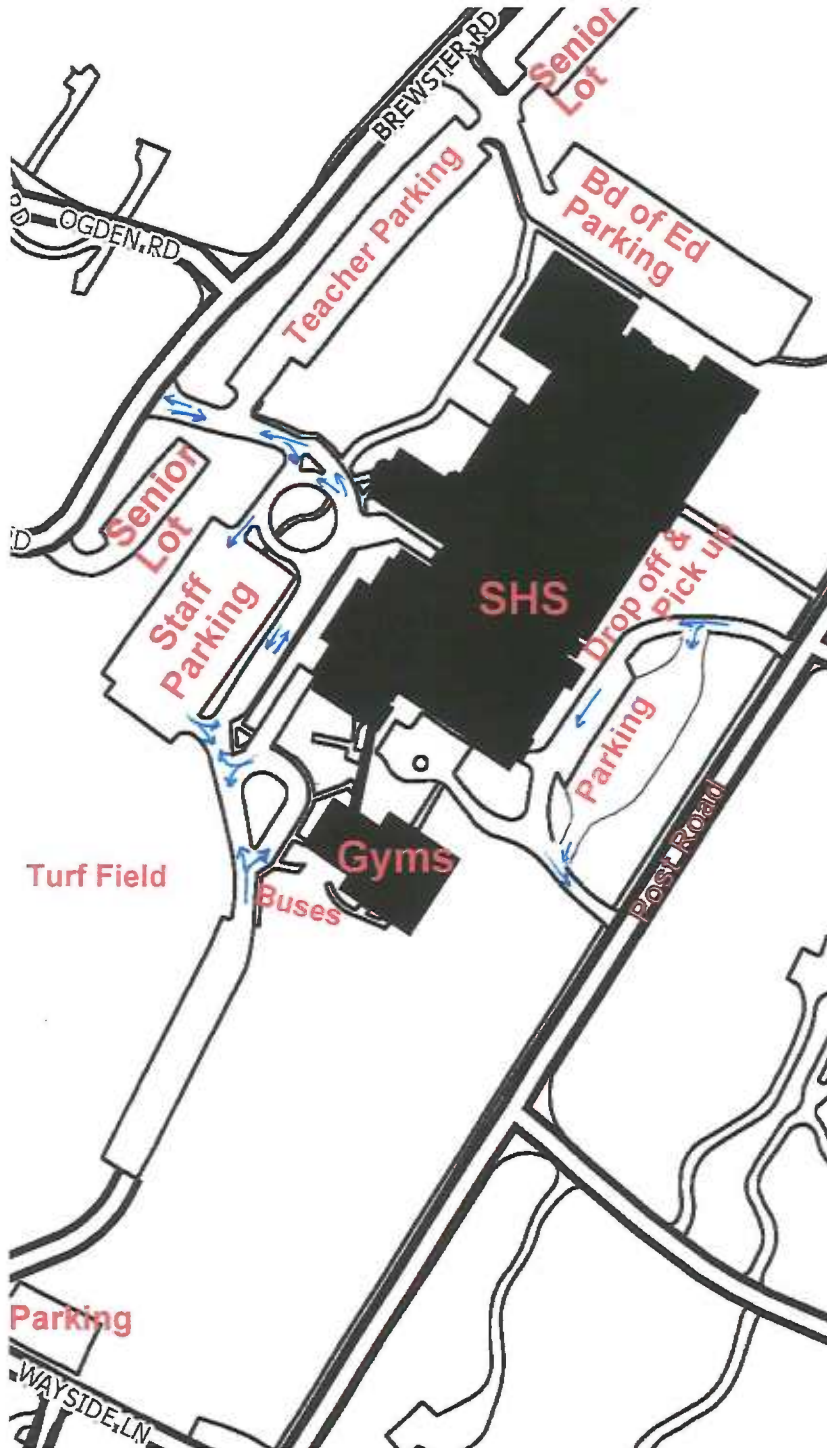 BREWSTER RD
Senior
Lot
OGDEN RD
RD
Teacher Parking
Bd of Ed
Parking
Senior
Lot
D
Staff
Parking
SHS
Drop off &
Pick up
Parking
Post Road
Gyms
Turf Field
Buses
Parking
WAYSIDE LN